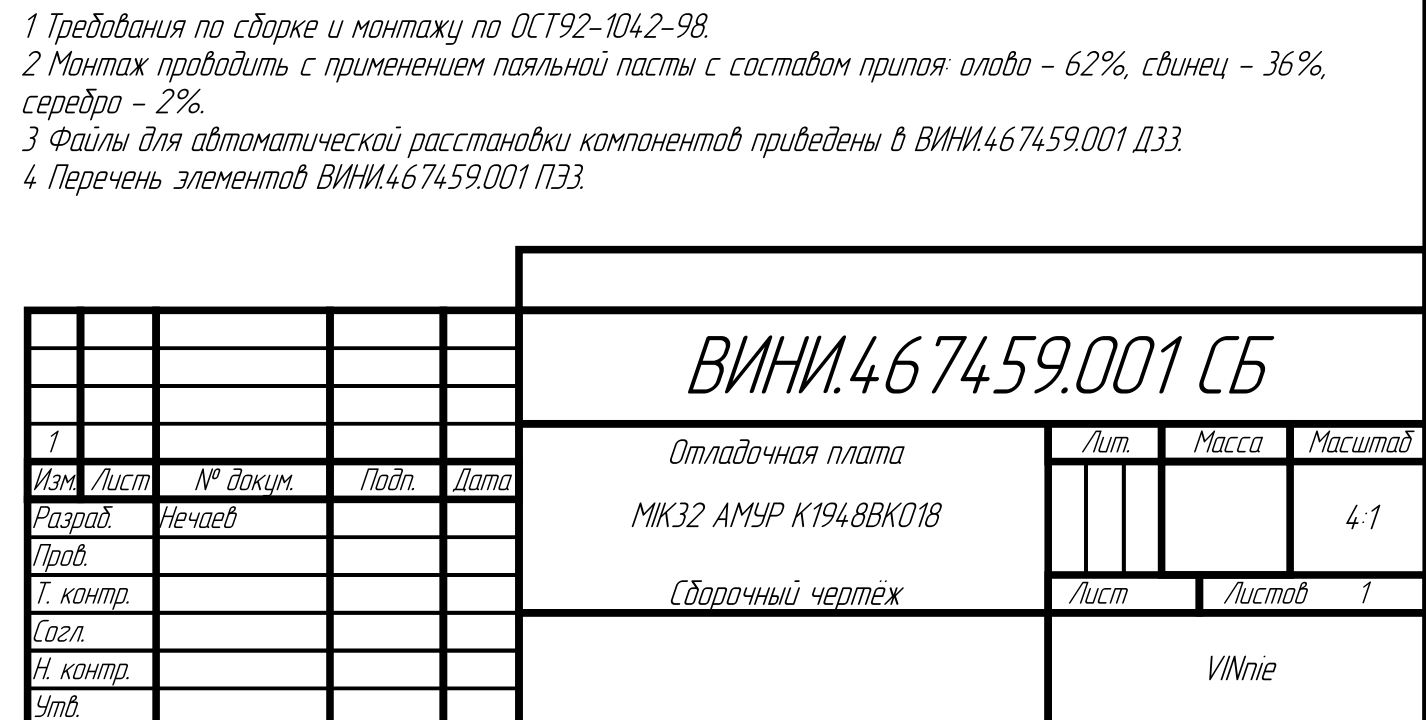 1 Требования по сборке и монтажу по ОСТ92-1042-98.
2 Монтаж проводить с применением паяльной пасты с составом припоя: олово - 62%, свинец - 36%,
серебро - 2%.
3 Файлы для автоматической расстановки компонентов приведены в ВИНИ.467459.001 Д33.
4 Перечень элементов ВИНИ.467459.001 ПЭ3.
ВИНИ.467459.001 СБ
1
Изм. Лист № докум. Подп. Дата
Разраб. Нечаев
Пров.
Т. контр.
Согл.
Н. контр.
Утв.
Отладочная плата
MIK32 АМУР К1948ВК018
Сборочный чертёж
Лит. Масса Масштаб
4:1
Лист Листов 1
VINnie